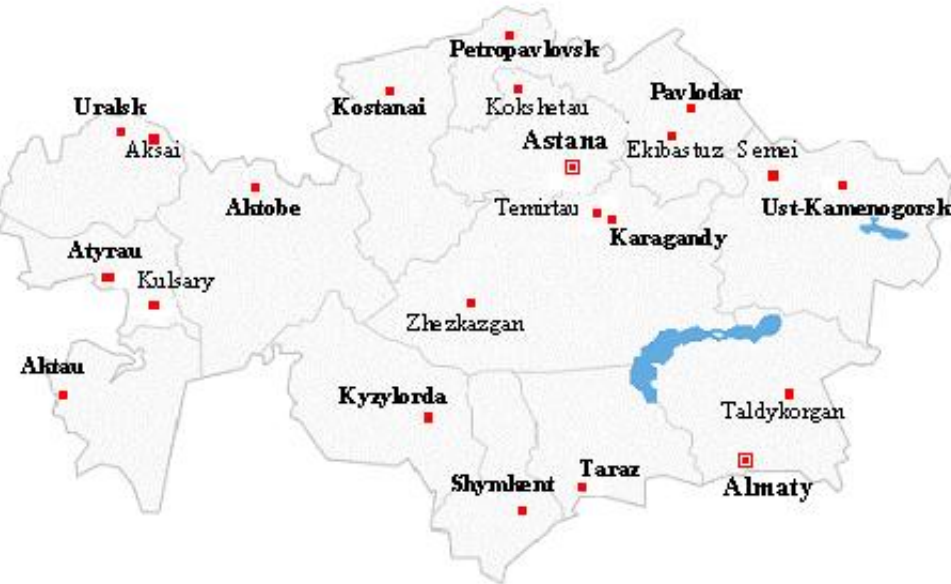 Petropavlovsk
Kokshetau
Kostanai
Pavlodar
Uralsk
Aksai
Astana
Ekibastuz
Semei
Aktobe
Temirtau
Ust-Kamenogorsk
Karagandy
Atyrau
Kulsary
Zhezkazgan
Aktau
Kyzylorda
Taldykorgan
Shymkent
Taraz
Almaty